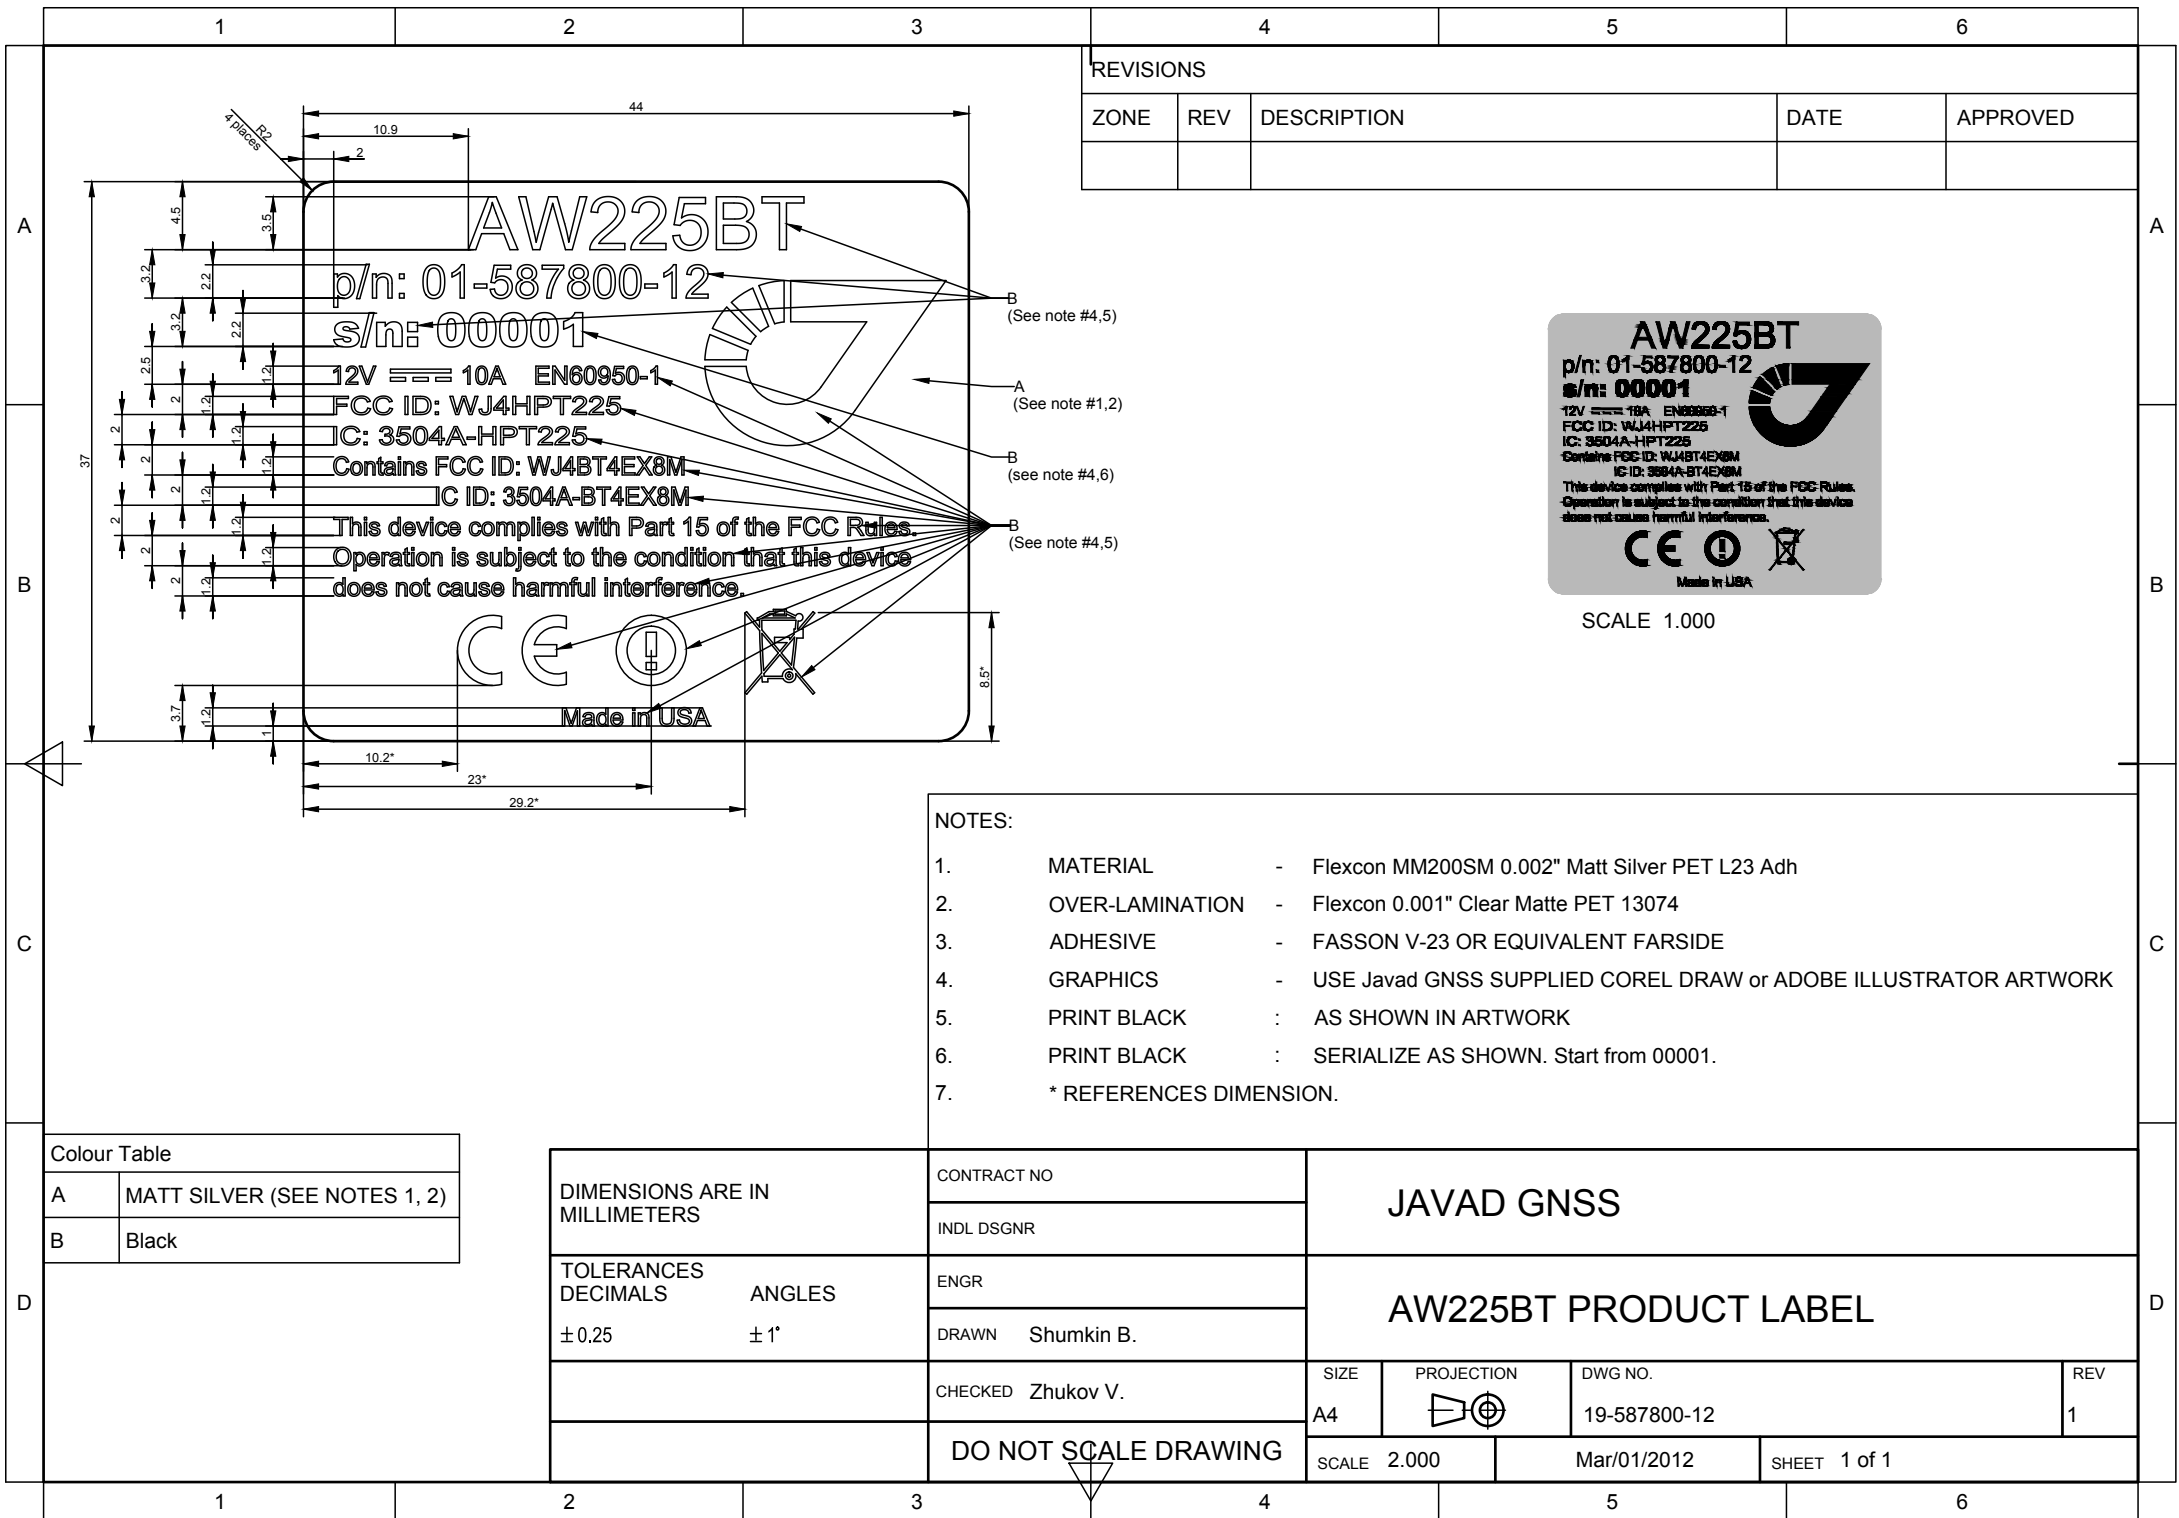 1 2 3 4 5 6
REVISIONS
ZONE REV DESCRIPTION DATE APPROVED
A A
B B
C C
D D
44
10.9
2
R2
4 places
37
4.5
3.5
3.2
2.2
3.2
2.2
2.5
1.2
2
1.2
2
1.2
2
1.2
2
1.2
2
1.2
2
1.2
2
1.2
3.7
1.2
1
8.5*
10.2*
23*
29.2*
AW225BT
p/n: 01-587800-12
s/n: 00001
12V 10A EN60950-1
FCC ID: WJ4HPT225
IC: 3504A-HPT225
Contains FCC ID: WJ4BT4EX8M
IC ID: 3504A-BT4EX8M
This device complies with Part 15 of the FCC Rules.
Operation is subject to the condition that this device
does not cause harmful interference.
CE
Made in USA
B
(See note #4,5)
A
(See note #1,2)
B
(see note #4,6)
B
(See note #4,5)
AW225BT
p/n: 01-587800-12
s/n: 00001
12V 10A EN60950-1
FCC ID: WJ4HPT225
IC: 3504A-HPT225
Contains FCC ID: WJ4BT4EX8M
IC ID: 3504A-BT4EX8M
This device complies with Part 15 of the FCC Rules.
Operation is subject to the condition that this device
does not cause harmful interference.
CE
Made in USA
SCALE 1.000
NOTES:
1. MATERIAL - Flexcon MM200SM 0.002" Matt Silver PET L23 Adh
2. OVER-LAMINATION - Flexcon 0.001" Clear Matte PET 13074
3. ADHESIVE - FASSON V-23 OR EQUIVALENT FARSIDE
4. GRAPHICS - USE Javad GNSS SUPPLIED COREL DRAW or ADOBE ILLUSTRATOR ARTWORK
5. PRINT BLACK : AS SHOWN IN ARTWORK
6. PRINT BLACK : SERIALIZE AS SHOWN. Start from 00001.
7. * REFERENCES DIMENSION.
Colour Table
A MATT SILVER (SEE NOTES 1, 2)
B Black
DIMENSIONS ARE IN
MILLIMETERS
TOLERANCES
DECIMALS ANGLES
±0.25 ±1°
CONTRACT NO
INDL DSGNR
ENGR
DRAWN Shumkin B.
CHECKED Zhukov V.
DO NOT SCALE DRAWING
JAVAD GNSS
AW225BT PRODUCT LABEL
SIZE PROJECTION DWG NO. REV
A4 19-587800-12 1
SCALE 2.000 Mar/01/2012 SHEET 1 of 1
1 2 3 4 5 6